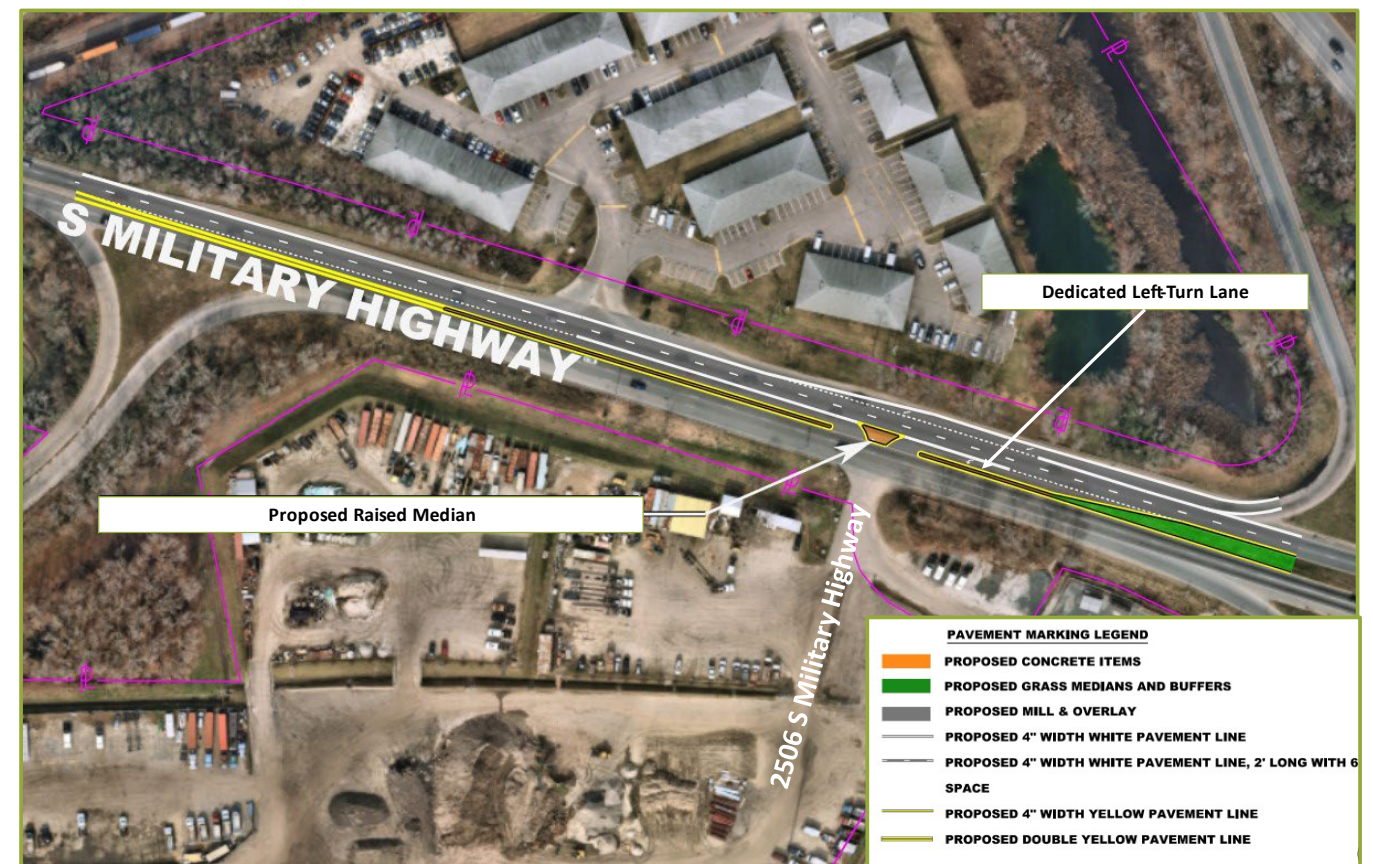 S MILITARY HIGHWAY
Dedicated Left-Turn Lane
Proposed Raised Median
2506 S Military Highway
PAVEMENT MARKING LEGEND
PROPOSED CONCRETE ITEMS
PROPOSED GRASS MEDIANS AND BUFFERS
PROPOSED MILL & OVERLAY
PROPOSED 4" WIDTH WHITE PAVEMENT LINE
PROPOSED 4" WIDTH WHITE PAVEMENT LINE, 2' LONG WITH 6
SPACE
PROPOSED 4" WIDTH YELLOW PAVEMENT LINE
PROPOSED DOUBLE YELLOW PAVEMENT LINE